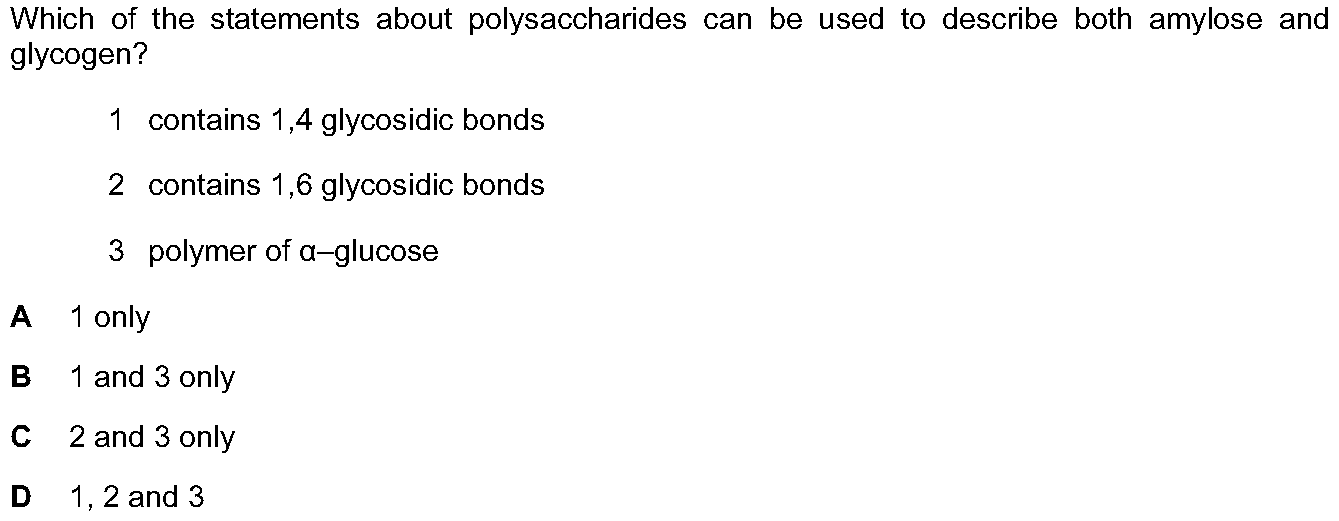 Which of the statements about polysaccharides can be used to describe both amylose and
glycogen?
1 contains 1,4 glycosidic bonds
2 contains 1,6 glycosidic bonds
3 polymer of α–glucose
A 1 only
B 1 and 3 only
C 2 and 3 only
D 1, 2 and 3